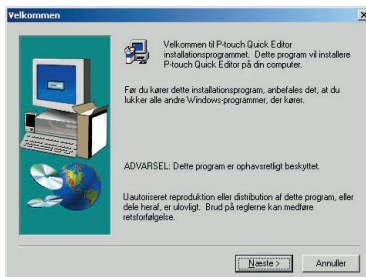 Velkommen
Velkommen til P-touch Quick Editor
installationsprogrammet. Dette program vil installere
P-touch Quick Editor på din computer.
Før du kører dette installationsprogram, anbefales det, at du
lukker alle andre Windows-programmer, der kører.
ADVARSEL: Dette program er ophavsretligt beskyttet.
Uautoriseret reproduktion eller distribution af dette program, eller
dele heraf, er ulovligt. Brud på reglerne kan medføre
retsforfølgelse.
Næste >
Annuller